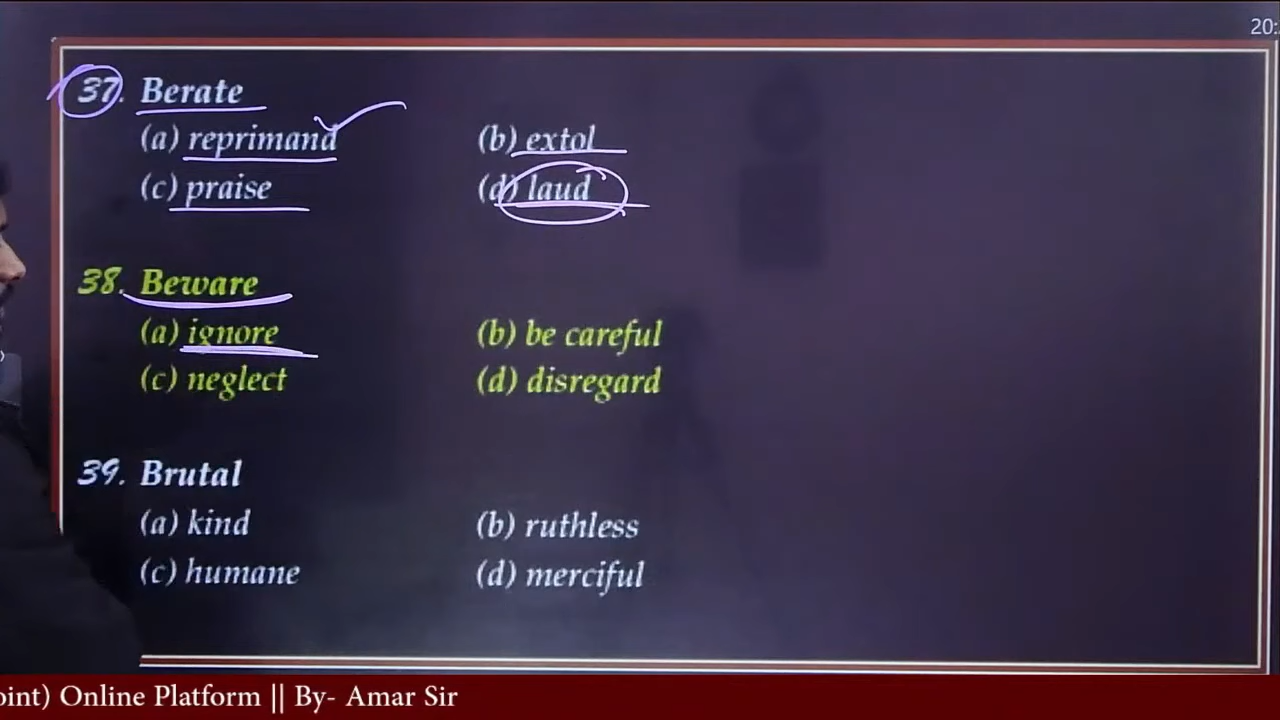 20:
37. Berate
(a) reprimand (b) extol
(c) praise (d) laud
38. Beware
(a) ignore (b) be careful
(c) neglect (d) disregard
39. Brutal
(a) kind (b) ruthless
(c) humane (d) merciful
oint) Online Platform || By- Amar Sir